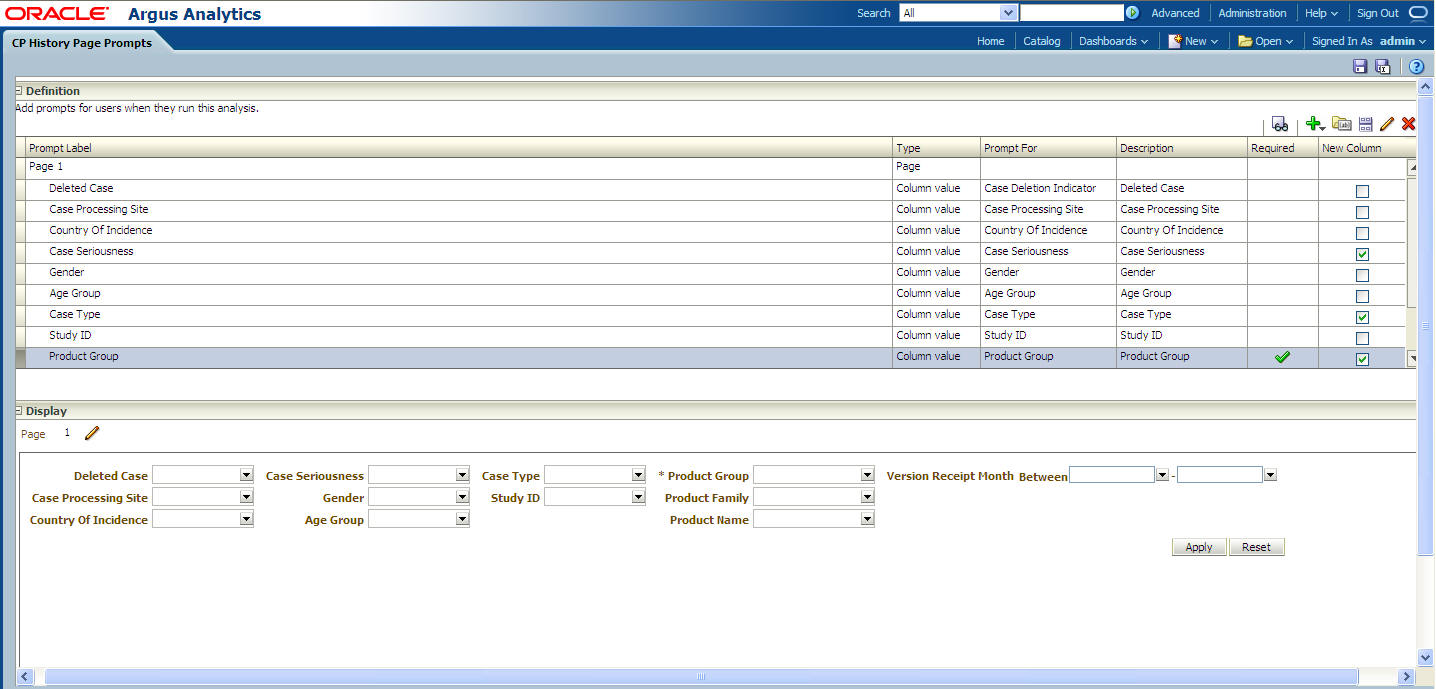 ORACLE® Argus Analytics Search All Advanced Administration Help Sign Out
CP History Page Prompts Home Catalog Dashboards New Open Signed In As admin
Definition
Add prompts for users when they run this analysis.
Prompt Label Type Prompt For Description Required New Column
Page 1 Page
Deleted Case Column value Case Deletion Indicator Deleted Case
Case Processing Site Column value Case Processing Site Case Processing Site
Country Of Incidence Column value Country Of Incidence Country Of Incidence
Case Seriousness Column value Case Seriousness Case Seriousness
Gender Column value Gender Gender
Age Group Column value Age Group Age Group
Case Type Column value Case Type Case Type
Study ID Column value Study ID Study ID
Product Group Column value Product Group Product Group
Display
Page 1
Deleted Case Case Seriousness Case Type * Product Group Version Receipt Month Between -
Case Processing Site Gender Study ID Product Family
Country Of Incidence Age Group Product Name
Apply Reset